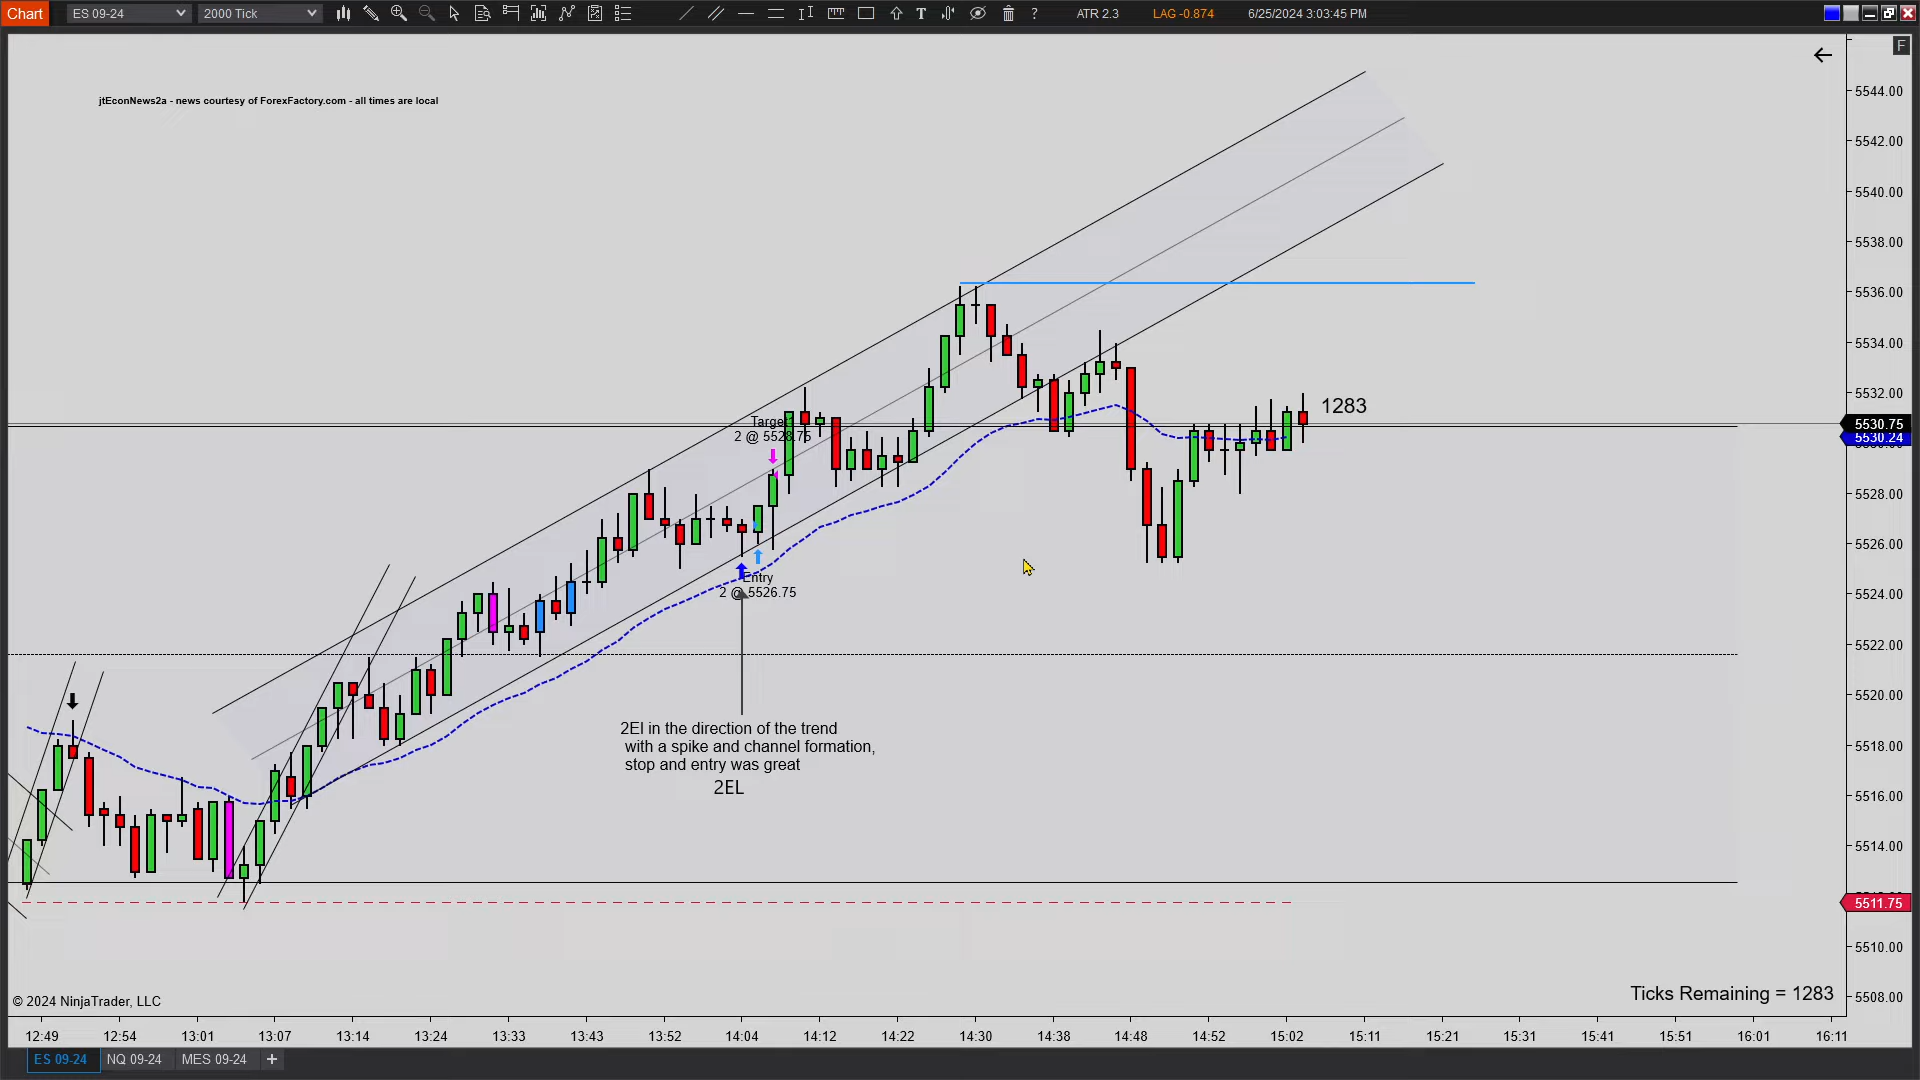 Chart
ES 09-24
2000 Tick
T
?
ATR 2.3
LAG -0.874
6/25/2024 3:03:45 PM
F
jtEconNews2a - news courtesy of ForexFactory.com - all times are local
5544.00
5542.00
5540.00
5538.00
5536.00
5534.00
5532.00
5530.75
5530.24
5528.00
5526.00
5524.00
5522.00
5520.00
5518.00
5516.00
5514.00
5511.75
5510.00
5508.00
1283
Target
2 @ 5528.75
Entry
2 @ 5526.75
2EI in the direction of the trend
with a spike and channel formation,
stop and entry was great
2EL
Ticks Remaining = 1283
© 2024 NinjaTrader, LLC
12:49 12:54 13:01 13:07 13:14 13:24 13:33 13:43 13:52 14:04 14:12 14:22 14:30 14:38 14:48 14:52 15:02 15:11 15:21 15:31 15:41 15:51 16:01 16:11
ES 09-24 NQ 09-24 MES 09-24 +